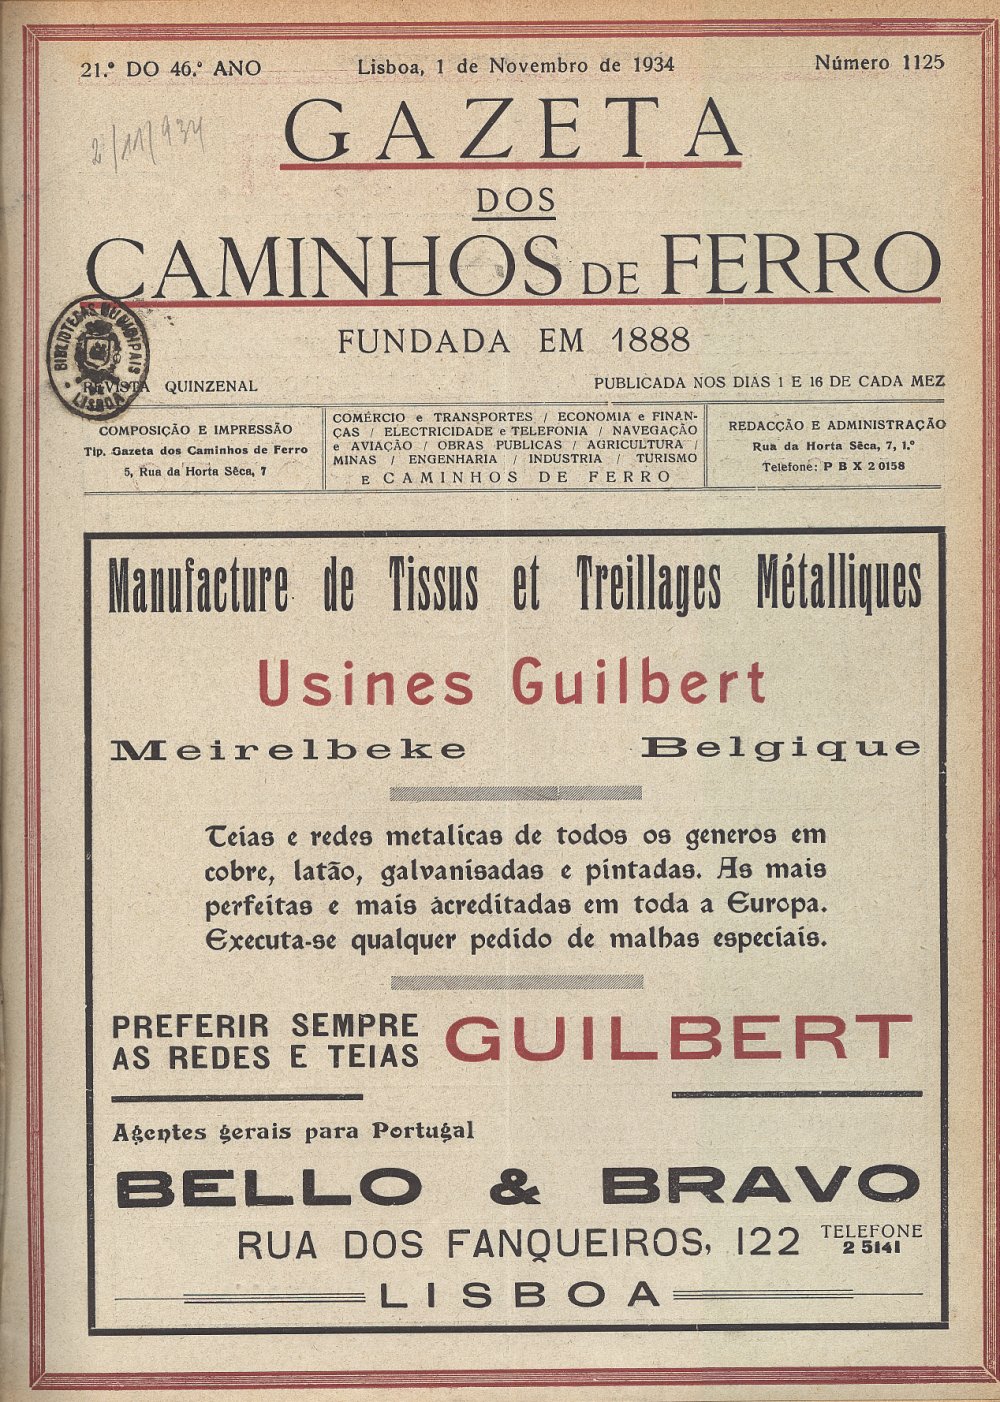 21.º DO 46.º ANO
Lisboa, 1 de Novembro de 1934
Número 1125
2/11/934
GAZETA
DOS
CAMINHOS DE FERRO
FUNDADA EM 1888
BIBLIOTECAS MUNICIPAIS
LISBOA
REVISTA QUINZENAL
PUBLICADA NOS DIAS 1 E 16 DE CADA MEZ
COMPOSIÇÃO E IMPRESSÃO
Tip. Gazeta dos Caminhos de Ferro
5, Rua da Horta Sêca, 7
COMÉRCIO e TRANSPORTES / ECONOMIA e FINAN-
ÇAS / ELECTRICIDADE e TELEFONIA / NAVEGAÇÃO
e AVIAÇÃO / OBRAS PUBLICAS / AGRICULTURA /
MINAS / ENGENHARIA / INDUSTRIA / TURISMO
E CAMINHOS DE FERRO
REDACÇÃO E ADMINISTRAÇÃO
Rua da Horta Sêca, 7, 1.º
Telefone: P B X 2 0158
Manufacture de Tissus et Treillages Métalliques
Usines Guilbert
Meirelbeke Belgique
Teias e redes metalicas de todos os generos em
cobre, latão, galvanisadas e pintadas. As mais
perfeitas e mais àcreditadas em toda a Europa.
Executa-se qualquer pedido de malhas especiais.
PREFERIR SEMPRE
AS REDES E TEIAS
GUILBERT
Agentes gerais para Portugal
BELLO & BRAVO
RUA DOS FANQUEIROS, 122
TELEFONE
2 5141
LISBOA